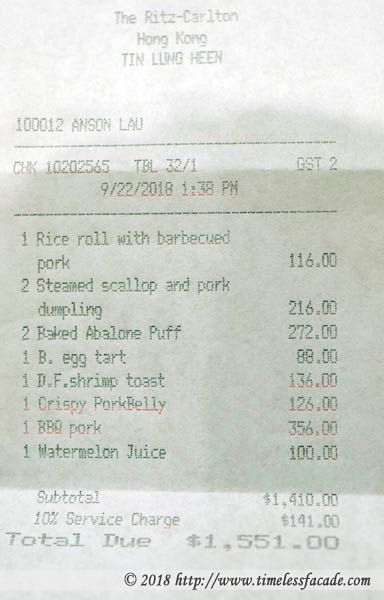 The Ritz-Carlton
Hong Kong
TIN LUNG HEEN
100012 ANSON LAU
CHK 10202565 TBL 32/1 GST 2
9/22/2018 1:38 PM
1 Rice roll with barbecued
pork 116.00
2 Steamed scallop and pork
dumpling 216.00
2 Baked Abalone Puff 272.00
1 B. egg tart 88.00
1 D.F.shrimp toast 136.00
1 Crispy PorkBelly 126.00
1 BBQ pork 356.00
1 Watermelon Juice 100.00
Subtotal $1,410.00
10% Service Charge $141.00
Total Due $1,551.00
© 2018 http://www.timelessfacade.com